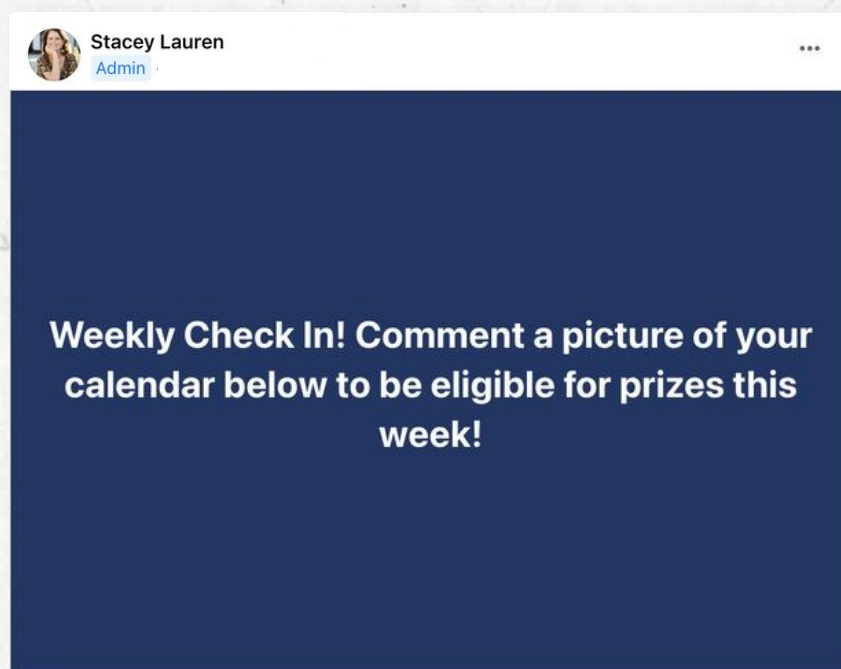 Stacey Lauren
Admin
Weekly Check In! Comment a picture of your
calendar below to be eligible for prizes this
week!